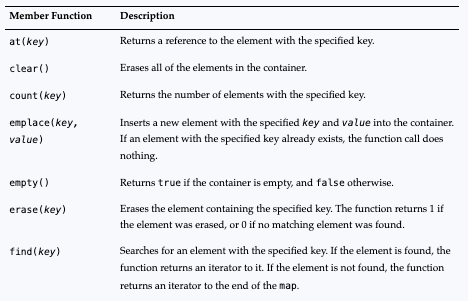 Member Function Description
at(key) Returns a reference to the element with the specified key.
clear() Erases all of the elements in the container.
count(key) Returns the number of elements with the specified key.
emplace(key, Inserts a new element with the specified key and value into the container.
value) If an element with the specified key already exists, the function call does
nothing.
empty() Returns true if the container is empty, and false otherwise.
erase(key) Erases the element containing the specified key. The function returns 1 if
the element was erased, or 0 if no matching element was found.
find(key) Searches for an element with the specified key. If the element is found, the
function returns an iterator to it. If the element is not found, the function
returns an iterator to the end of the map.